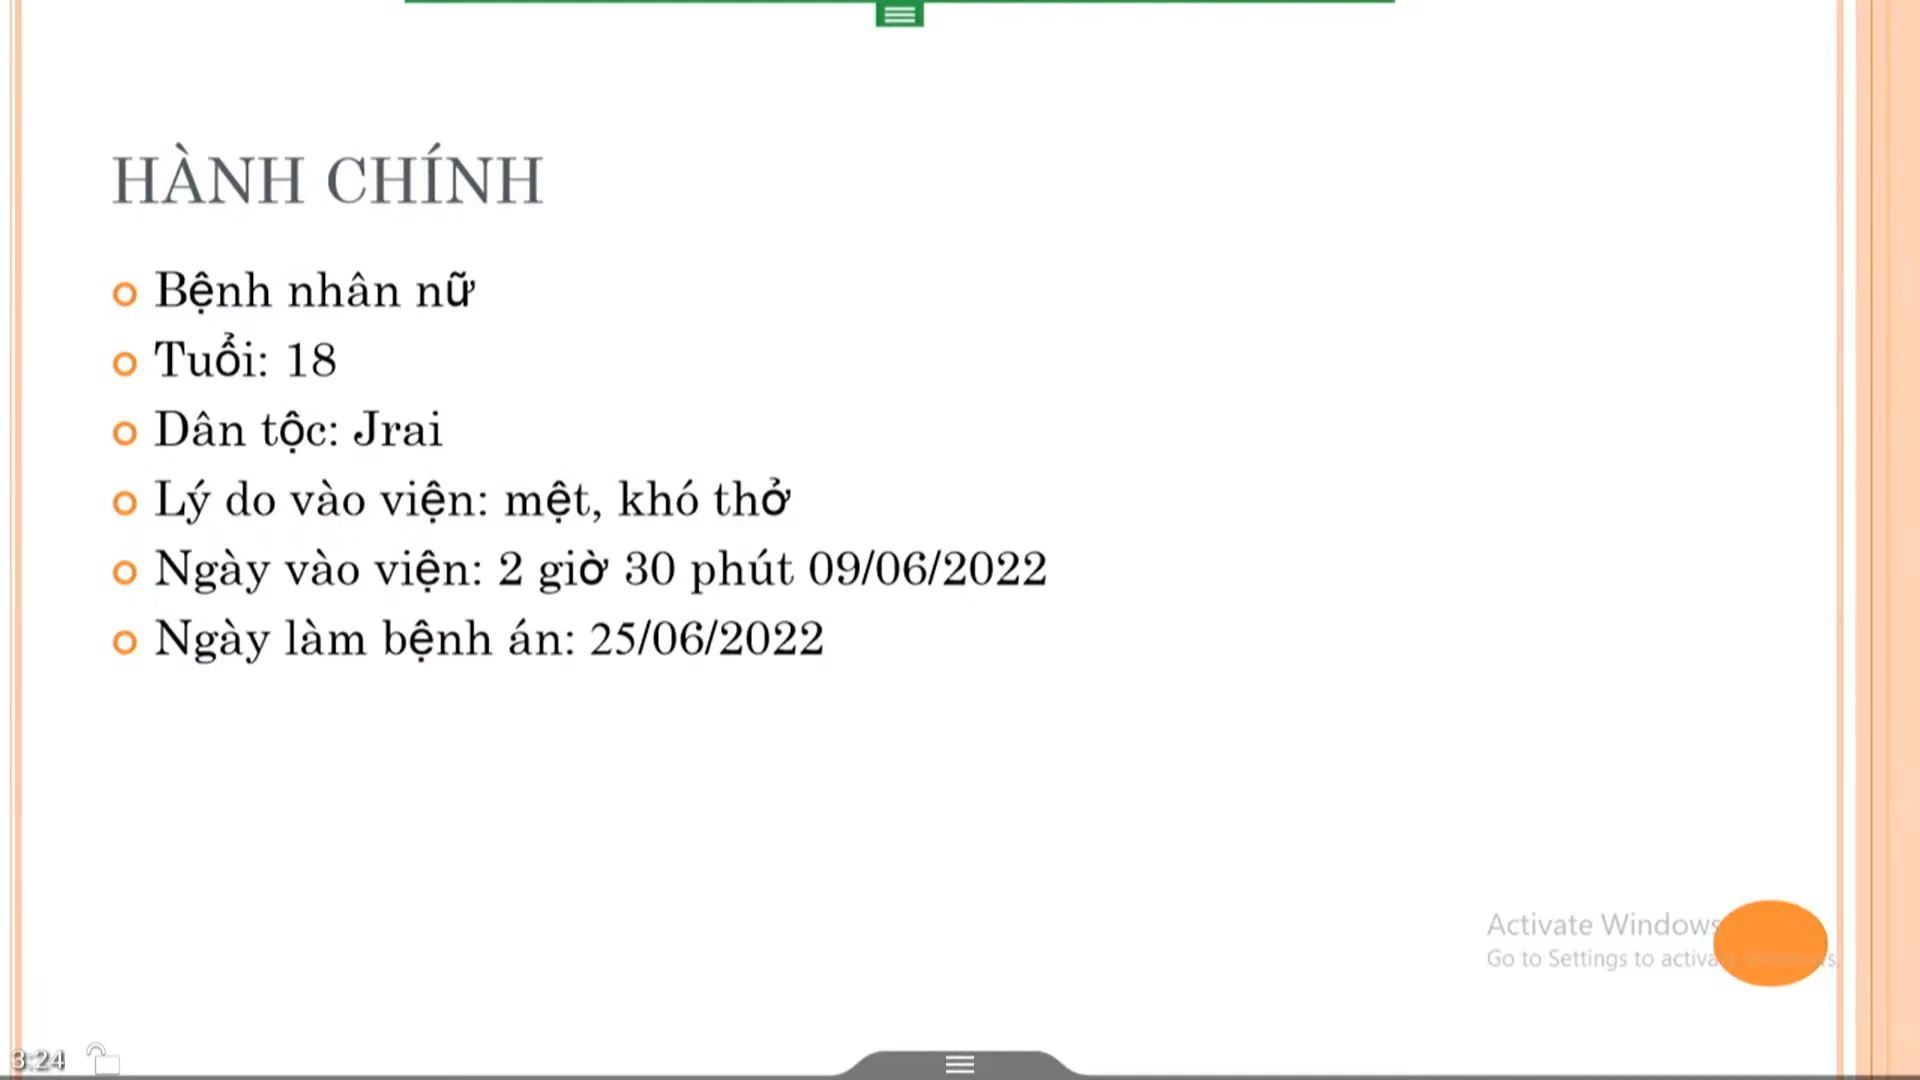 HÀNH CHÍNH
Bệnh nhân nữ
Tuổi: 18
Dân tộc: Jrai
Lý do vào viện: mệt, khó thở
Ngày vào viện: 2 giờ 30 phút 09/06/2022
Ngày làm bệnh án: 25/06/2022
Activate Windows
Go to Settings to activate
3:24